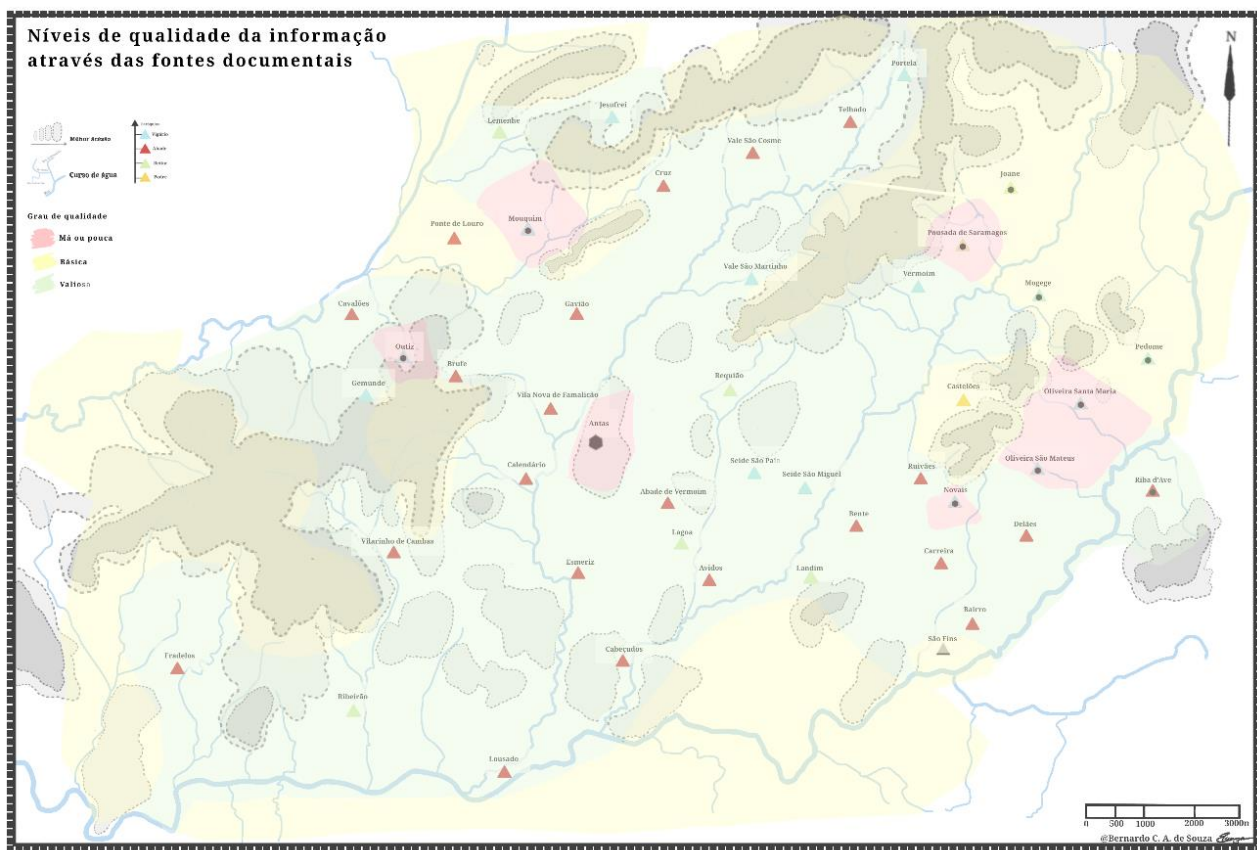 Níveis de qualidade da informação
através das fontes documentais
N
Curso de Água
Grau de qualidade
Má ou pouca
Básica
Valioso
Portela
Jesufrei
Lemenhe
Telhado
Vale São Cosme
Cruz
Joane
Mouquim
Ponte de Louro
Pousada de Saramagos
Vale São Martinho
Vermoim
Mogege
Cavalões
Gavião
Outiz
Pedome
Brufe
Gemunde
Requião
Castelões
Oliveira Santa Maria
Vila Nova de Famalicão
Antas
Seide São Paio
Seide São Miguel
Oliveira São Mateus
Calendário
Ruivães
Riba d'Ave
Abade de Vermoim
Novais
Bente
Lagoa
Delães
Vilarinho de Cambas
Carreira
Esmeriz
Avidos
Landim
Bairro
São Fins
Cabeçudos
Fradelos
Ribeirão
Lousado
0 500 1000 2000 3000m
@Bernardo C. A. de Souza